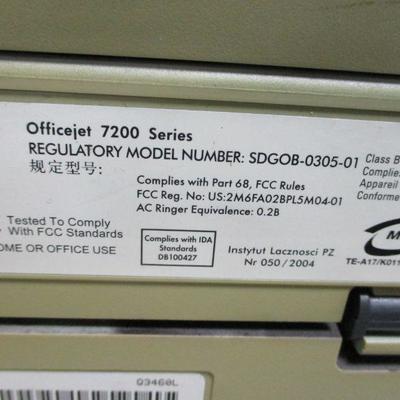 Officejet 7200 Series
REGULATORY MODEL NUMBER: SDGOB-0305-01
规定型号:
Class B
Complies
Appareil
Conforme
Complies with Part 68, FCC Rules
FCC Reg. No: US:2M6FA02BPL5M04-01
AC Ringer Equivalence: 0.2B
Tested To Comply
With FCC Standards
OME OR OFFICE USE
Complies with IDA
Standards
DB100427
Instytut Lacznosci PZ
Nr 050/2004
TE-A17/K011
Q3460L